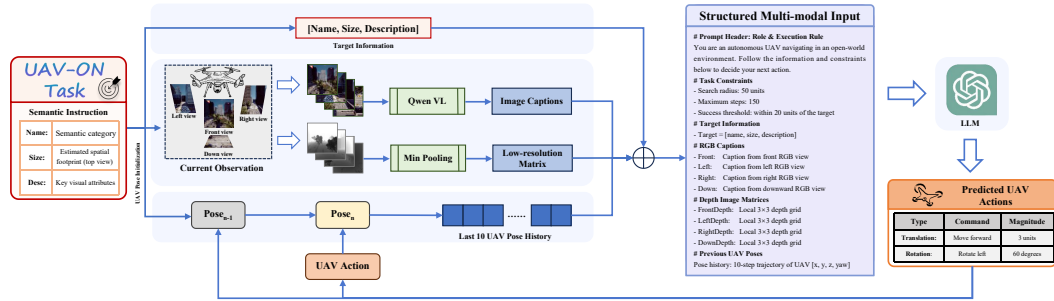 UAV-ON
Task
Semantic Instruction
Name: Semantic category
Size: Estimated spatial
footprint (top view)
Desc: Key visual attributes
UAV Pose Initialization
[Name, Size, Description]
Target Information
Left view
Front view
Right view
Down view
Current Observation
Qwen VL
Image Captions
Min Pooling
Low-resolution
Matrix
Pose n-1
Pose n
......
Last 10 UAV Pose History
UAV Action
Structured Multi-modal Input
# Prompt Header: Role & Execution Rule
You are an autonomous UAV navigating in an open-world
environment. Follow the information and constraints
below to decide your next action.
# Task Constraints
- Search radius: 50 units
- Maximum steps: 150
- Success threshold: within 20 units of the target
# Target Information
- Target = [name, size, description]
# RGB Captions
- Front: Caption from front RGB view
- Left: Caption from left RGB view
- Right: Caption from right RGB view
- Down: Caption from downward RGB view
# Depth Image Matrices
- FrontDepth: Local 3×3 depth grid
- LeftDepth: Local 3×3 depth grid
- RightDepth: Local 3×3 depth grid
- DownDepth: Local 3×3 depth grid
# Previous UAV Poses
Pose history: 10-step trajectory of UAV [x, y, z, yaw]
LLM
Predicted UAV
Actions
Type Command Magnitude
Translation: Move forward 3 units
Rotation: Rotate left 60 degrees